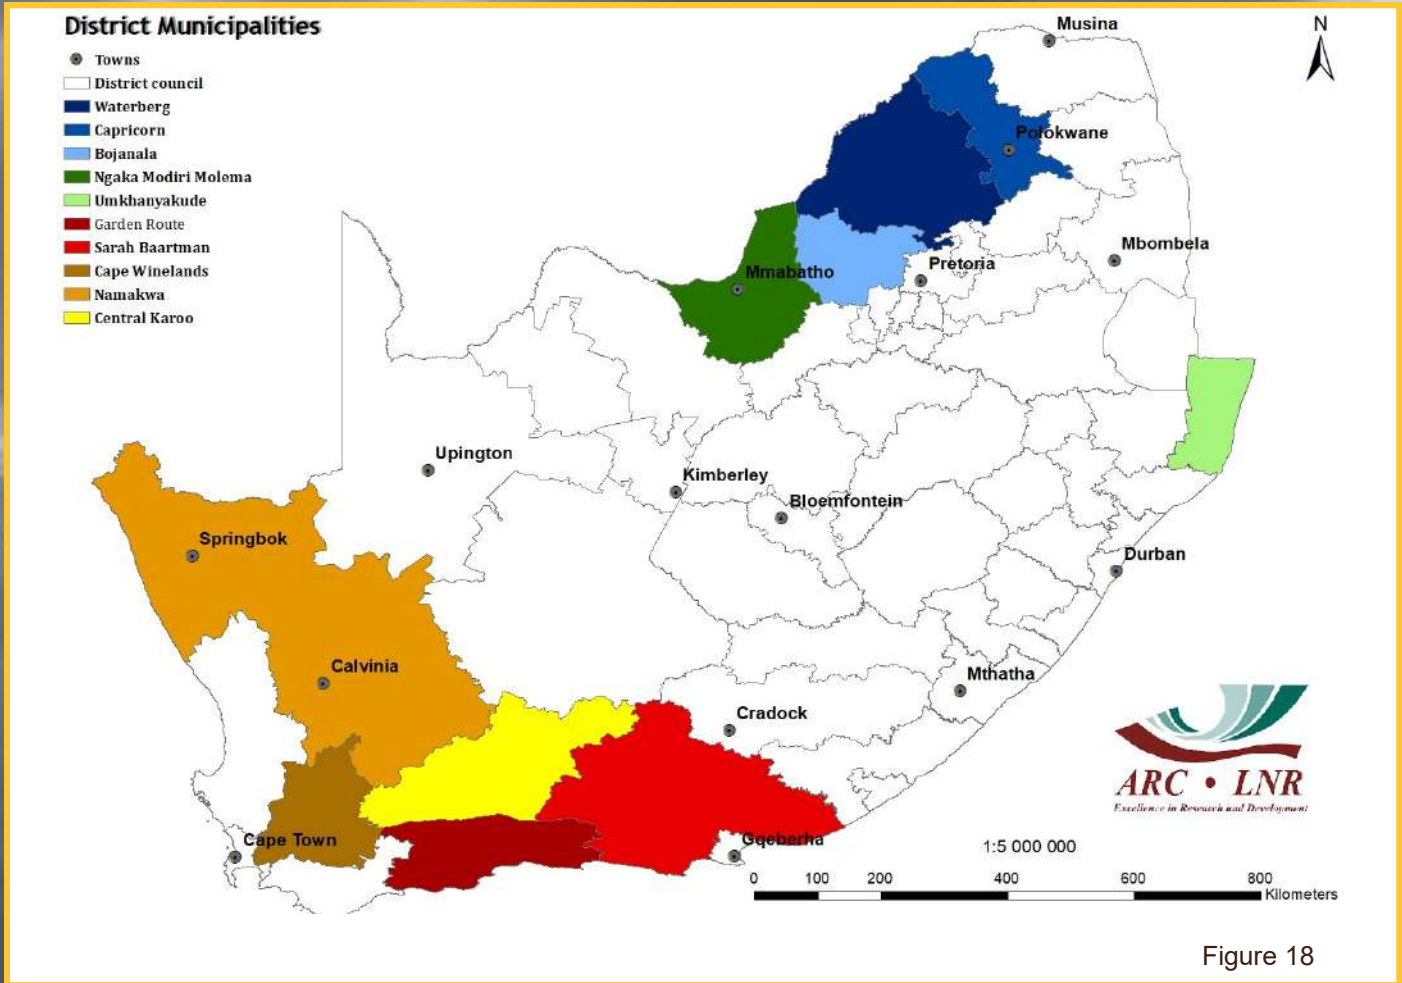 District Municipalities
Towns
District council
Waterberg
Capricorn
Bojanala
Ngaka Modiri Molema
Umkhanyakude
Garden Route
Sarah Baartman
Cape Winelands
Namakwa
Central Karoo
N
Musina
Polokwane
Mbombela
Pretoria
Mmabatho
Upington
Kimberley
Bloemfontein
Springbok
Durban
Calvinia
Mthatha
Cradock
Cape Town
Gqeberha
ARC • LNR
Excellence in Research and Development
1:5 000 000
0 100 200 400 600 800
Kilometers
Figure 18